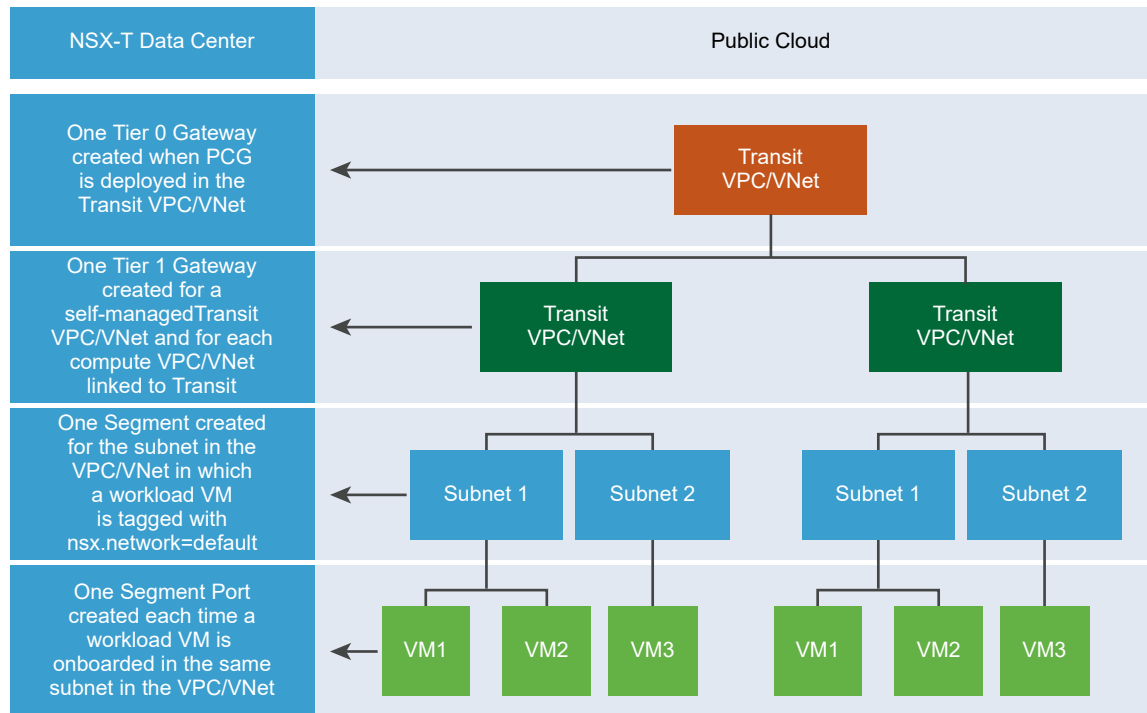 NSX-T Data Center
Public Cloud
One Tier 0 Gateway
created when PCG
is deployed in the
Transit VPC/VNet
Transit
VPC/VNet
One Tier 1 Gateway
created for a
self-managedTransit
VPC/VNet and for each
compute VPC/VNet
linked to Transit
Transit
VPC/VNet
Transit
VPC/VNet
One Segment created
for the subnet in the
VPC/VNet in which
a workload VM
is tagged with
nsx.network=default
Subnet 1
Subnet 2
Subnet 1
Subnet 2
One Segment Port
created each time a
workload VM is
onboarded in the same
subnet in the VPC/VNet
VM1
VM2
VM3
VM1
VM2
VM3